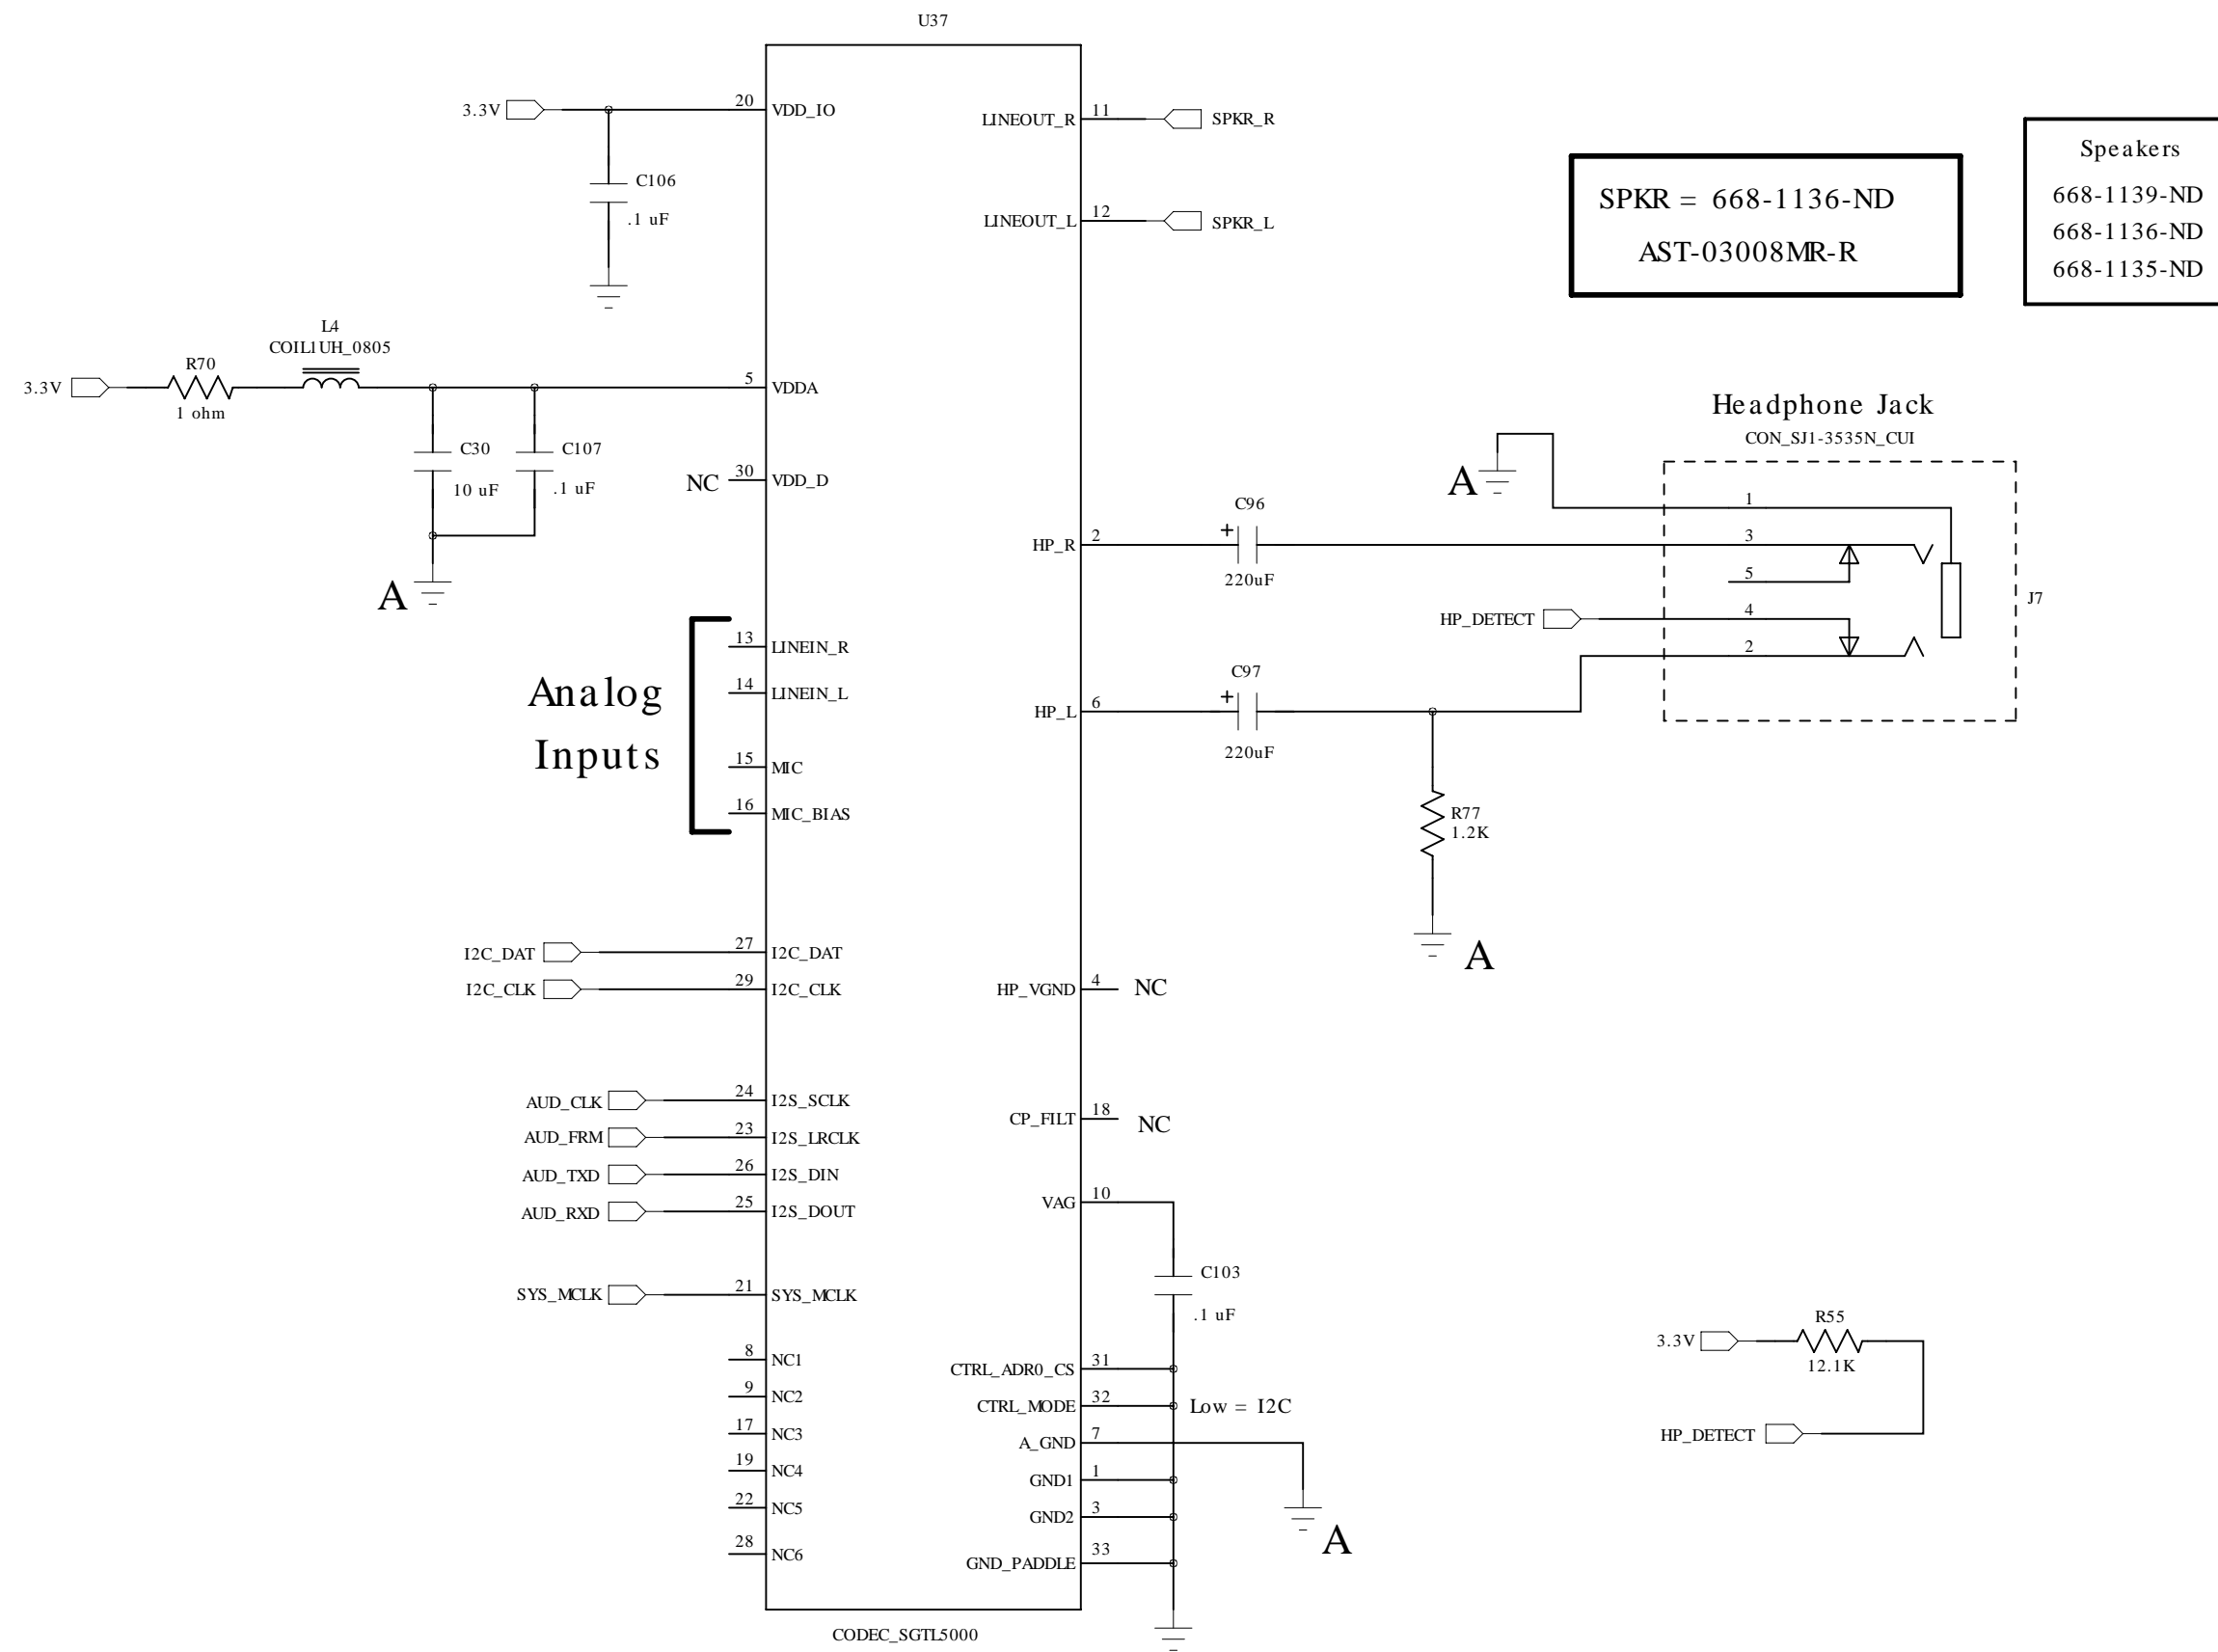 U37
3.3V
20
VDD_IO
C106
.1 uF
LINEOUT_R
11
SPKR_R
LINEOUT_L
12
SPKR_L
SPKR = 668-1136-ND
AST-03008MR-R
Speakers
668-1139-ND
668-1136-ND
668-1135-ND
3.3V
R70
1 ohm
L4
COIL1UH_0805
5
VDDA
C30
10 uF
C107
.1 uF
A
NC
30
VDD_D
Headphone Jack
CON_SJ1-3535N_CUI
A
1
3
5
4
2
J7
HP_DETECT
HP_R
2
C96
+
220uF
HP_L
6
C97
+
220uF
R77
1.2K
A
Analog
Inputs
13
LINEIN_R
14
LINEIN_L
15
MIC
16
MIC_BIAS
I2C_DAT
27
I2C_DAT
I2C_CLK
29
I2C_CLK
HP_VGND
4
NC
AUD_CLK
24
I2S_SCLK
AUD_FRM
23
I2S_LRCLK
AUD_TXD
26
I2S_DIN
AUD_RXD
25
I2S_DOUT
CP_FILT
18
NC
VAG
10
C103
.1 uF
SYS_MCLK
21
SYS_MCLK
8
NC1
9
NC2
17
NC3
19
NC4
22
NC5
28
NC6
CTRL_ADR0_CS
31
CTRL_MODE
32
Low = I2C
A_GND
7
GND1
1
GND2
3
GND_PADDLE
33
A
3.3V
R55
12.1K
HP_DETECT
CODEC_SGTL5000